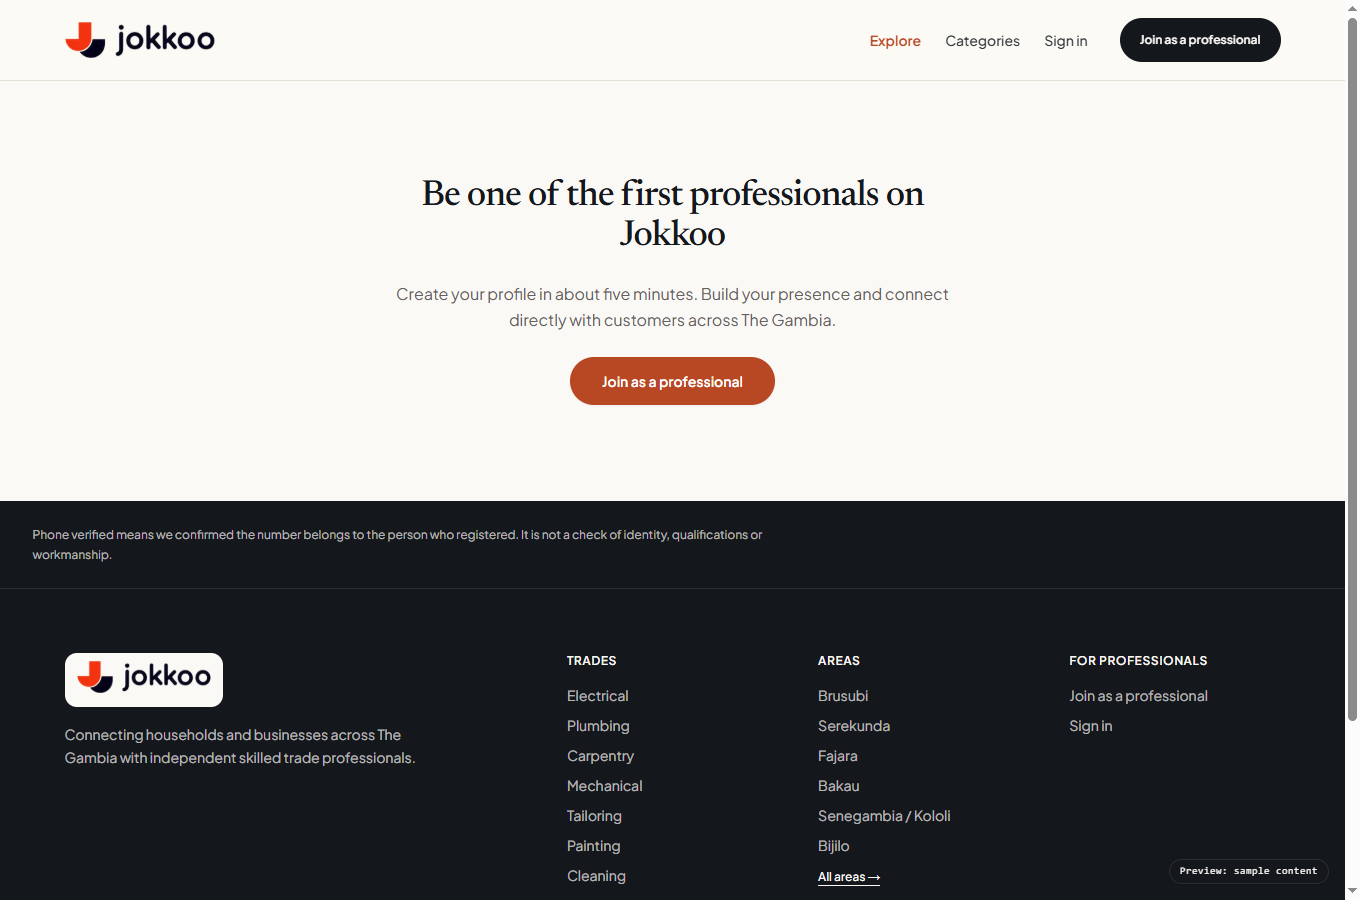 jokkoo
Explore
Categories
Sign in
Join as a professional
Be one of the first professionals on
Jokkoo
Create your profile in about five minutes. Build your presence and connect
directly with customers across The Gambia.
Join as a professional
Phone verified means we confirmed the number belongs to the person who registered. It is not a check of identity, qualifications or
workmanship.
jokkoo
Connecting households and businesses across The
Gambia with independent skilled trade professionals.
TRADES
Electrical
Plumbing
Carpentry
Mechanical
Tailoring
Painting
Cleaning
AREAS
Brusubi
Serekunda
Fajara
Bakau
Senegambia / Kololi
Bijilo
All areas →
FOR PROFESSIONALS
Join as a professional
Sign in
Preview: sample content